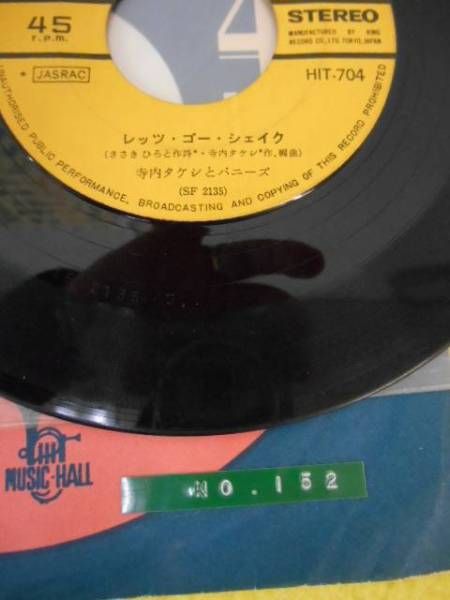 45
r.p.m.
STEREO
MANUFACTURED BY KING
RECORD CO., LTD. TOKYO, JAPAN
JASRAC
HIT-704
レッツ・ゴー・シェイク
(ささき ひろと作詩*・寺内タケシ作、編曲)
寺内タケシとバニーズ
(SF 2135)
UNAUTHORISED PUBLIC PERFORMANCE, BROADCASTING AND COPYING OF THIS RECORD PROHIBITED
MUSIC-HALL
NO.152